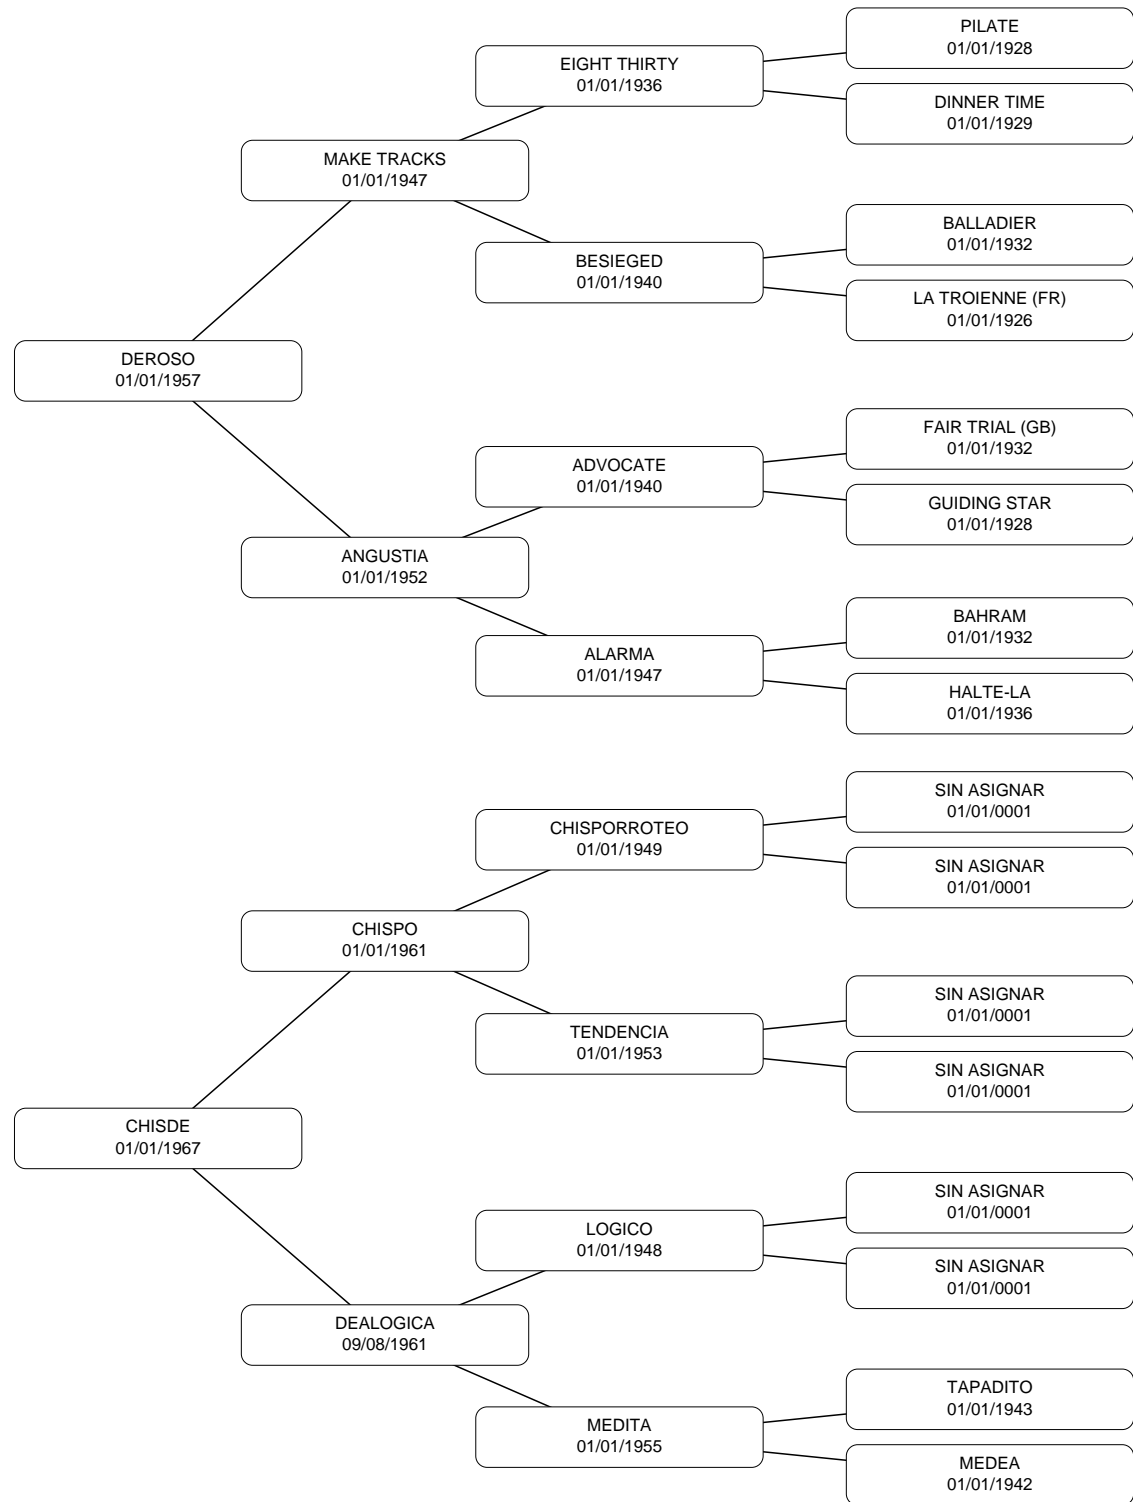 PILATE
01/01/1928
EIGHT THIRTY
01/01/1936
DINNER TIME
01/01/1929
MAKE TRACKS
01/01/1947
BALLADIER
01/01/1932
BESIEGED
01/01/1940
LA TROIENNE (FR)
01/01/1926
DEROSO
01/01/1957
FAIR TRIAL (GB)
01/01/1932
ADVOCATE
01/01/1940
GUIDING STAR
01/01/1928
ANGUSTIA
01/01/1952
BAHRAM
01/01/1932
ALARMA
01/01/1947
HALTE-LA
01/01/1936
SIN ASIGNAR
01/01/0001
CHISPORROTEO
01/01/1949
SIN ASIGNAR
01/01/0001
CHISPO
01/01/1961
SIN ASIGNAR
01/01/0001
TENDENCIA
01/01/1953
SIN ASIGNAR
01/01/0001
CHISDE
01/01/1967
SIN ASIGNAR
01/01/0001
LOGICO
01/01/1948
SIN ASIGNAR
01/01/0001
DEALOGICA
09/08/1961
TAPADITO
01/01/1943
MEDITA
01/01/1955
MEDEA
01/01/1942